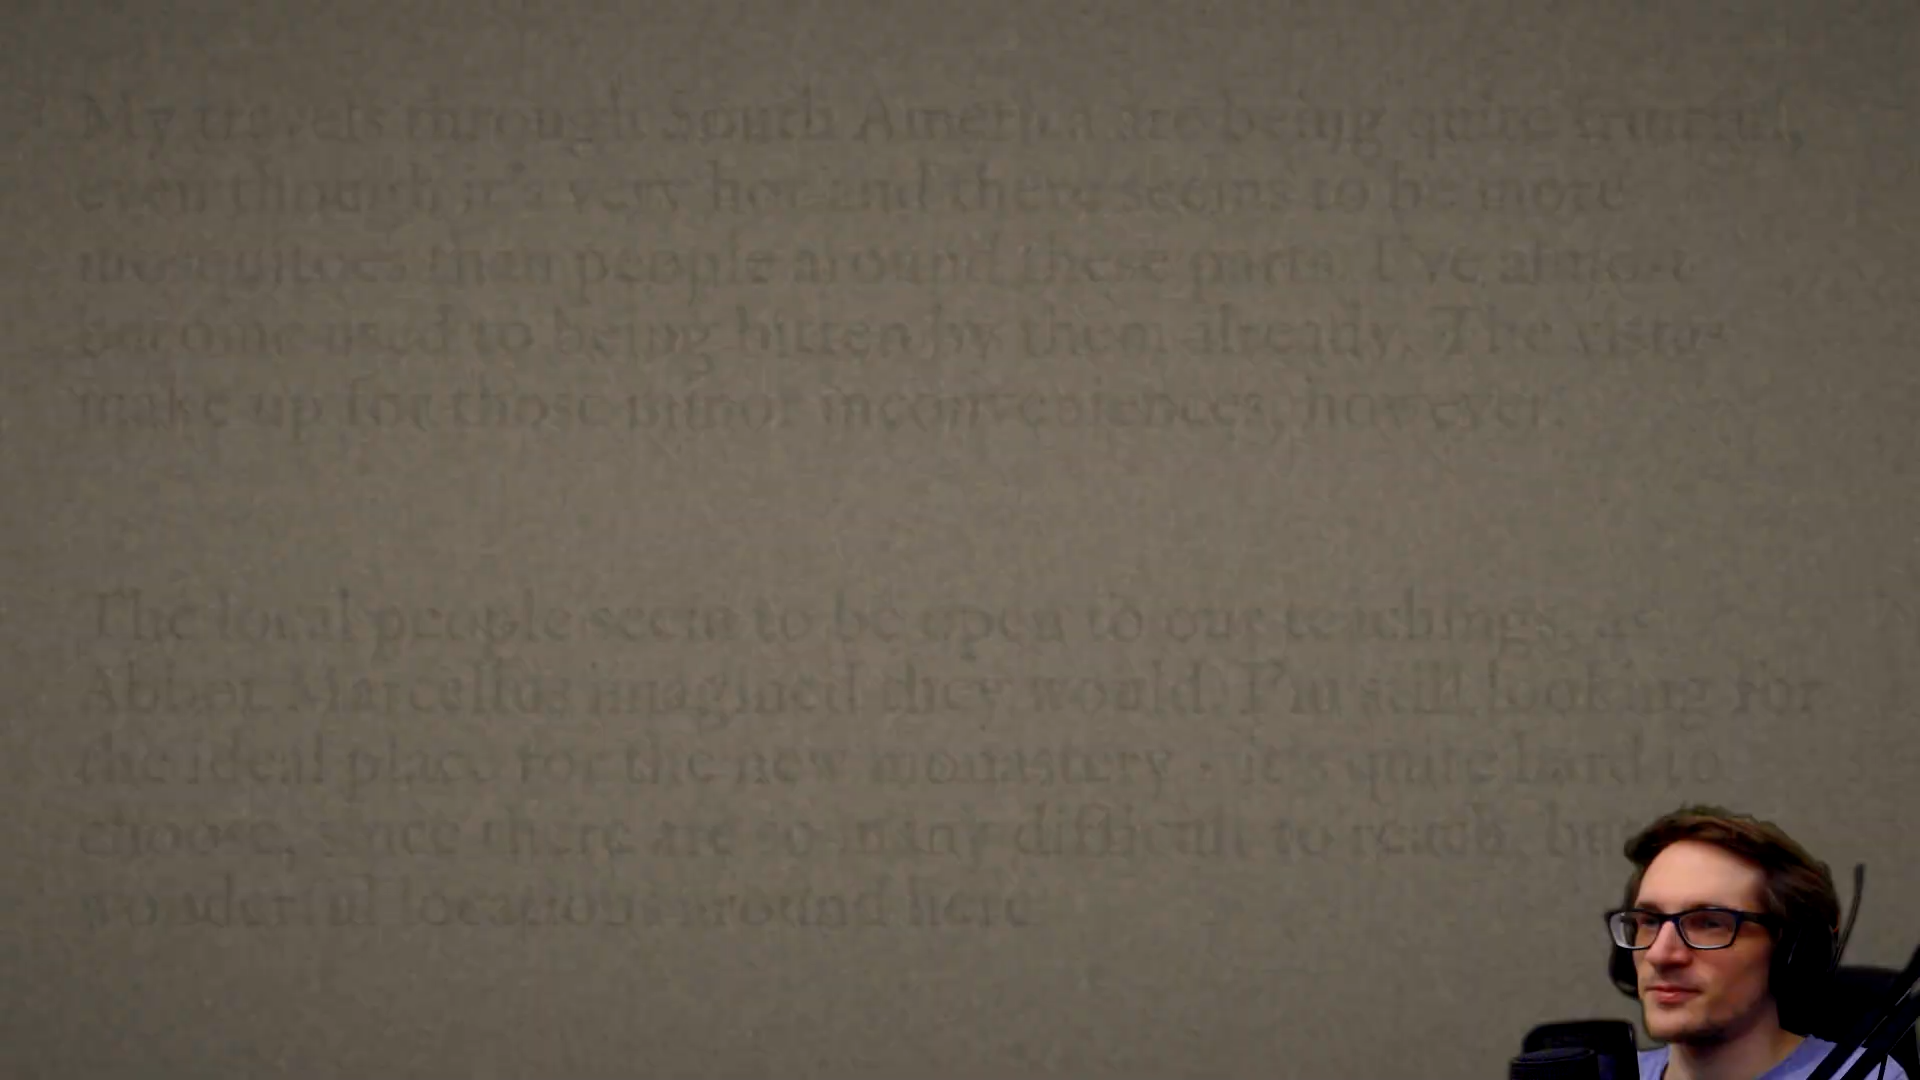 My travels through South America are being quite fruitful,
even though it's very hot and there seems to be more
mosquitoes than people around these parts. I've almost
become used to being bitten by them already. The vistas
make up for those minor inconveniences, however.
The local people seem to be open to our teachings, as
Abbot Marcellus imagined they would. I'm still looking for
the ideal place for the new monastery - it's quite hard to
choose, since there are so many difficult to reach, but
wonderful locations around here